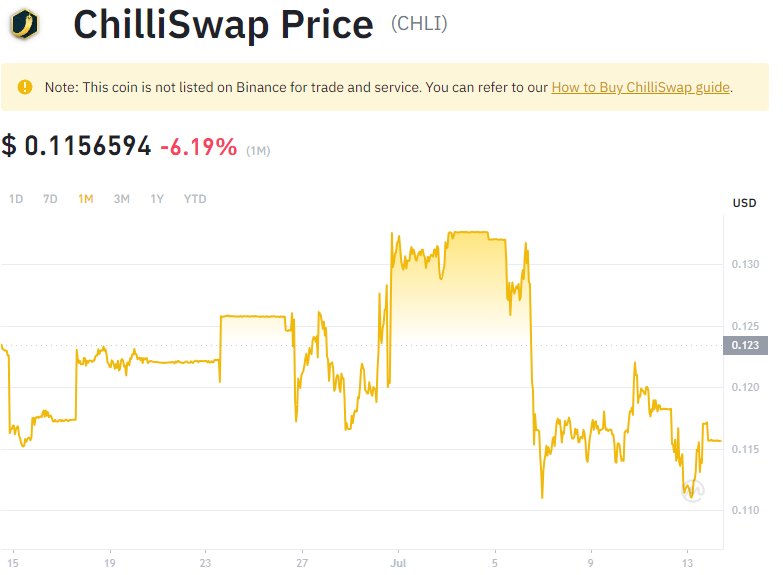 ChilliSwap Price (CHLI)
Note: This coin is not listed on Binance for trade and service. You can refer to our How to Buy ChilliSwap guide.
$ 0.1156594 -6.19% (1M)
1D 7D 1M 3M 1Y YTD
USD
0.130
0.125
0.123
0.120
0.115
0.110
15 19 23 27 Jul 5 9 13